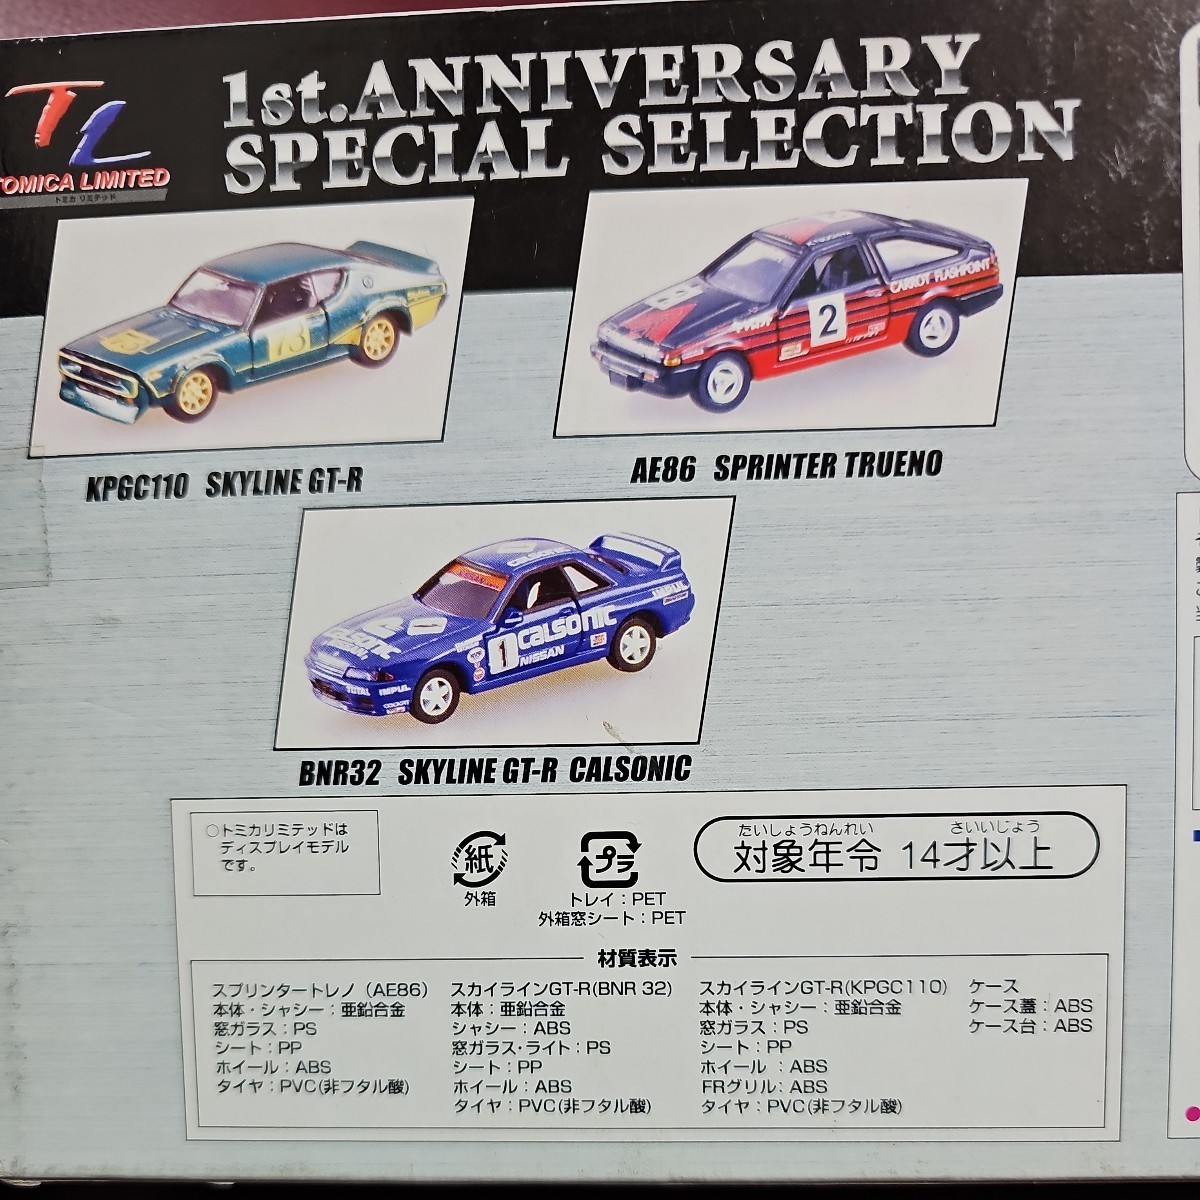 TL
TOMICA LIMITED
トミカ リミテッド
1st.ANNIVERSARY
SPECIAL SELECTION
73
KPGC110 SKYLINE GT-R
2
CARROT FLASHPOINT
AE86 SPRINTER TRUENO
CALSONIC
NISSAN
1
IMPUL
TOTAL IMPUL
BNR32 SKYLINE GT-R CALSONIC
○トミカリミテッドは
ディスプレイモデル
です。
紙
外箱
プラ
トレイ：PET
外箱窓シート：PET
たいしょうねんれい さいいじょう
対象年令 14才以上
材質表示
スプリンタートレノ（AE86）
本体・シャシー：亜鉛合金
窓ガラス：PS
シート：PP
ホイール：ABS
タイヤ：PVC(非フタル酸)
スカイラインGT-R(BNR 32)
本体：亜鉛合金
シャシー：ABS
窓ガラス・ライト：PS
シート：PP
ホイール：ABS
タイヤ：PVC(非フタル酸)
スカイラインGT-R(KPGC110)
本体・シャシー：亜鉛合金
窓ガラス：PS
シート：PP
ホイール：ABS
FRグリル：ABS
タイヤ：PVC(非フタル酸)
ケース
ケース蓋：ABS
ケース台：ABS